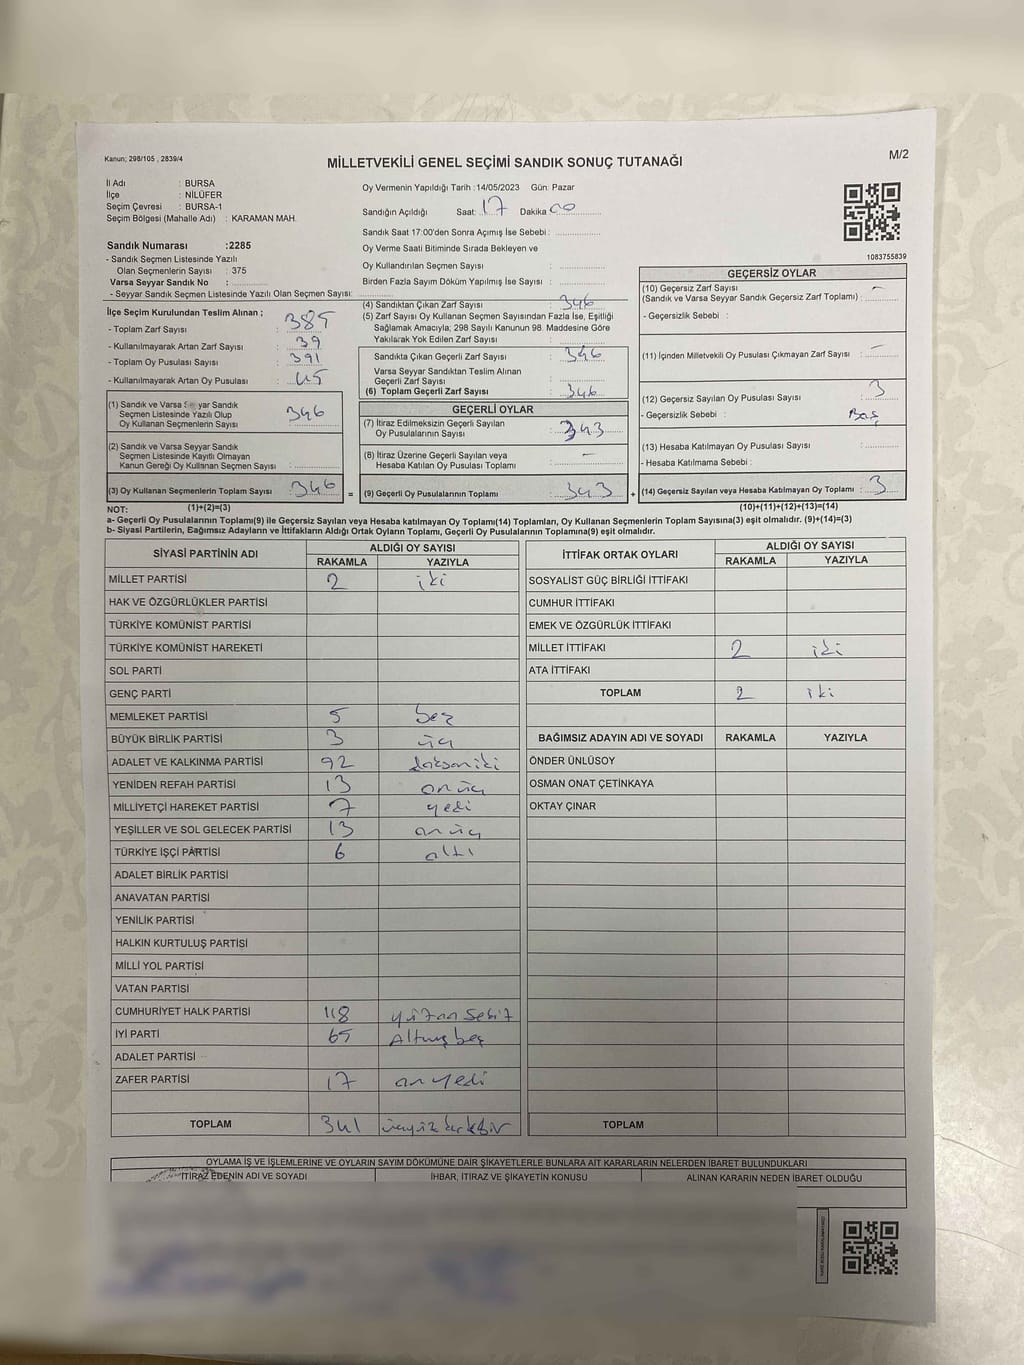 Kanun; 298/105 , 2839/4
MİLLETVEKİLİ GENEL SEÇİMİ SANDIK SONUÇ TUTANAĞI
M/2
İl Adı : BURSA
İlçe : NİLÜFER
Seçim Çevresi : BURSA-1
Seçim Bölgesi (Mahalle Adı) : KARAMAN MAH.
Sandık Numarası :2285
- Sandık Seçmen Listesinde Yazılı
Olan Seçmenlerin Sayısı : 375
Varsa Seyyar Sandık No :
- Seyyar Sandık Seçmen Listesinde Yazılı Olan Seçmen Sayısı:
Oy Vermenin Yapıldığı Tarih : 14/05/2023 Gün: Pazar
Sandığın Açıldığı Saat: 17 Dakika 00
Sandık Saat 17:00'den Sonra Açımış İse Sebebi :
Oy Verme Saati Bitiminde Sırada Bekleyen ve
Oy Kullandırılan Seçmen Sayısı :
Birden Fazla Sayım Döküm Yapılmış İse Sayısı :
1083755839
İlçe Seçim Kurulundan Teslim Alınan ;
- Toplam Zarf Sayısı : 385
- Kullanılmayarak Artan Zarf Sayısı : 39
- Toplam Oy Pusulası Sayısı : 391
- Kullanılmayarak Artan Oy Pusulası : 45
(1) Sandık ve Varsa Seyyar Sandık
Seçmen Listesinde Yazılı Olup
Oy Kullanan Seçmenlerin Sayısı : 346
(2) Sandık ve Varsa Seyyar Sandık
Seçmen Listesinde Kayıtlı Olmayan
Kanun Gereği Oy Kullanan Seçmen Sayısı :
(3) Oy Kullanan Seçmenlerin Toplam Sayısı : 346 =
(4) Sandıktan Çıkan Zarf Sayısı : 346
(5) Zarf Sayısı Oy Kullanan Seçmen Sayısından Fazla İse, Eşitliği
Sağlamak Amacıyla; 298 Sayılı Kanunun 98. Maddesine Göre
Yakılarak Yok Edilen Zarf Sayısı :
Sandıkta Çıkan Geçerli Zarf Sayısı : 346
Varsa Seyyar Sandıktan Teslim Alınan
Geçerli Zarf Sayısı :
(6) Toplam Geçerli Zarf Sayısı : 346
GEÇERLİ OYLAR
(7) İtiraz Edilmeksizin Geçerli Sayılan
Oy Pusulalarının Sayısı : 343
(8) İtiraz Üzerine Geçerli Sayılan veya
Hesaba Katılan Oy Pusulası Toplamı : -
(9) Geçerli Oy Pusulalarının Toplamı : 343 +
GEÇERSİZ OYLAR
(10) Geçersiz Zarf Sayısı -
(Sandık ve Varsa Seyyar Sandık Geçersiz Zarf Toplamı) :
- Geçersizlik Sebebi :
(11) İçinden Milletvekili Oy Pusulası Çıkmayan Zarf Sayısı : -
(12) Geçersiz Sayılan Oy Pusulası Sayısı : 3
- Geçersizlik Sebebi : Boş
(13) Hesaba Katılmayan Oy Pusulası Sayısı :
- Hesaba Katılmama Sebebi :
(14) Geçersiz Sayılan veya Hesaba Katılmayan Oy Toplamı : 3
NOT: (1)+(2)=(3) (10)+(11)+(12)+(13)=(14)
a- Geçerli Oy Pusulalarının Toplamı(9) ile Geçersiz Sayılan veya Hesaba katılmayan Oy Toplamı(14) Toplamları, Oy Kullanan Seçmenlerin Toplam Sayısına(3) eşit olmalıdır. (9)+(14)=(3)
b- Siyasi Partilerin, Bağımsız Adayların ve İttifakların Aldığı Ortak Oyların Toplamı, Geçerli Oy Pusulalarının Toplamına(9) eşit olmalıdır.
SİYASİ PARTİNİN ADI ALDIĞI OY SAYISI
RAKAMLA YAZIYLA
MİLLET PARTİSİ 2 iki
HAK VE ÖZGÜRLÜKLER PARTİSİ
TÜRKİYE KOMÜNİST PARTİSİ
TÜRKİYE KOMÜNİST HAREKETİ
SOL PARTİ
GENÇ PARTİ
MEMLEKET PARTİSİ 5 beş
BÜYÜK BİRLİK PARTİSİ 3 üç
ADALET VE KALKINMA PARTİSİ 92 doksaniki
YENİDEN REFAH PARTİSİ 13 onüç
MİLLİYETÇİ HAREKET PARTİSİ 7 yedi
YEŞİLLER VE SOL GELECEK PARTİSİ 13 onüç
TÜRKİYE İŞÇİ PARTİSİ 6 altı
ADALET BİRLİK PARTİSİ
ANAVATAN PARTİSİ
YENİLİK PARTİSİ
HALKIN KURTULUŞ PARTİSİ
MİLLİ YOL PARTİSİ
VATAN PARTİSİ
CUMHURİYET HALK PARTİSİ 118 yüzon sekiz
İYİ PARTİ 65 Altmış beş
ADALET PARTİSİ
ZAFER PARTİSİ 17 onyedi
TOPLAM 341 üçyüzkırkbir
İTTİFAK ORTAK OYLARI ALDIĞI OY SAYISI
RAKAMLA YAZIYLA
SOSYALİST GÜÇ BİRLİĞİ İTTİFAKI
CUMHUR İTTİFAKI
EMEK VE ÖZGÜRLÜK İTTİFAKI
MİLLET İTTİFAKI 2 iki
ATA İTTİFAKI
TOPLAM 2 iki
BAĞIMSIZ ADAYIN ADI VE SOYADI RAKAMLA YAZIYLA
ÖNDER ÜNLÜSOY
OSMAN ONAT ÇETİNKAYA
OKTAY ÇINAR
TOPLAM
OYLAMA İŞ VE İŞLEMLERİNE VE OYLARIN SAYIM DÖKÜMÜNE DAİR ŞİKAYETLERLE BUNLARA AİT KARARLARIN NELERDEN İBARET BULUNDUKLARI
İTİRAZ EDENİN ADI VE SOYADI İHBAR, İTİRAZ VE ŞİKAYETİN KONUSU ALINAN KARARIN NEDEN İBARET OLDUĞU